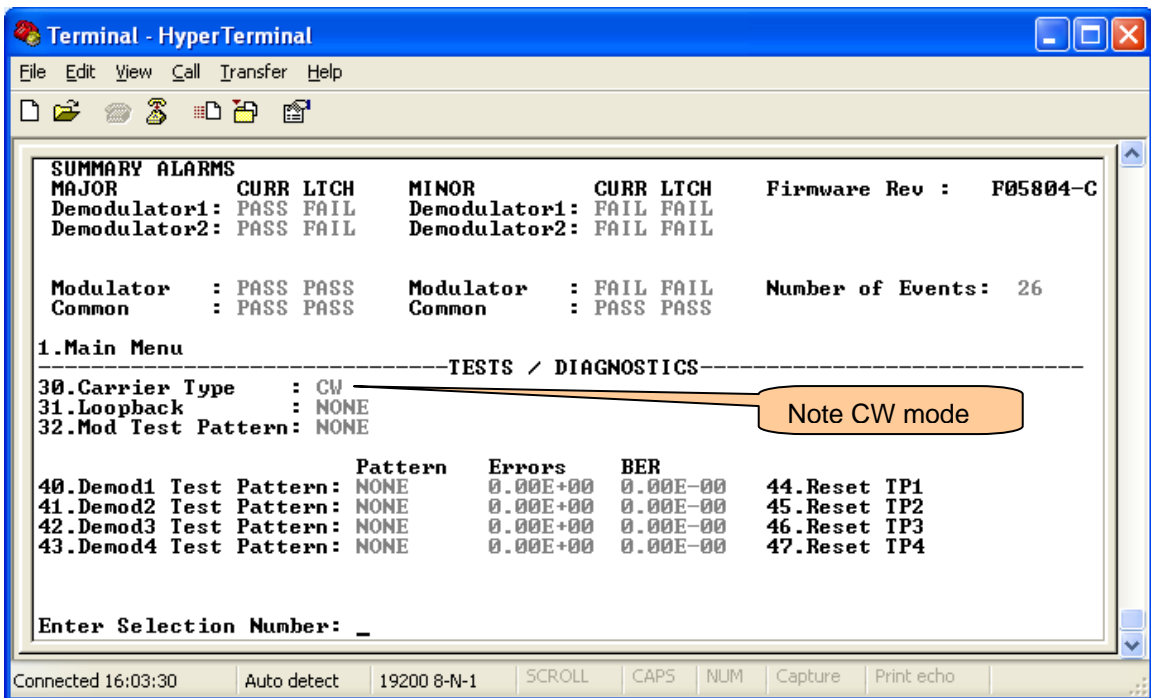 Terminal - HyperTerminal
File Edit View Call Transfer Help
SUMMARY ALARMS
MAJOR CURR LTCH MINOR CURR LTCH Firmware Rev : F05804-C
Demodulator1: PASS FAIL Demodulator1: FAIL FAIL
Demodulator2: PASS FAIL Demodulator2: FAIL FAIL
Modulator : PASS PASS Modulator : FAIL FAIL Number of Events: 26
Common : PASS PASS Common : PASS PASS
1.Main Menu
-------------------------------TESTS / DIAGNOSTICS-----------------------------
30.Carrier Type : CW
Note CW mode
31.Loopback : NONE
32.Mod Test Pattern: NONE
Pattern Errors BER
40.Demod1 Test Pattern: NONE 0.00E+00 0.00E-00 44.Reset TP1
41.Demod2 Test Pattern: NONE 0.00E+00 0.00E-00 45.Reset TP2
42.Demod3 Test Pattern: NONE 0.00E+00 0.00E-00 46.Reset TP3
43.Demod4 Test Pattern: NONE 0.00E+00 0.00E-00 47.Reset TP4
Enter Selection Number: _
Connected 16:03:30 Auto detect 19200 8-N-1 SCROLL CAPS NUM Capture Print echo